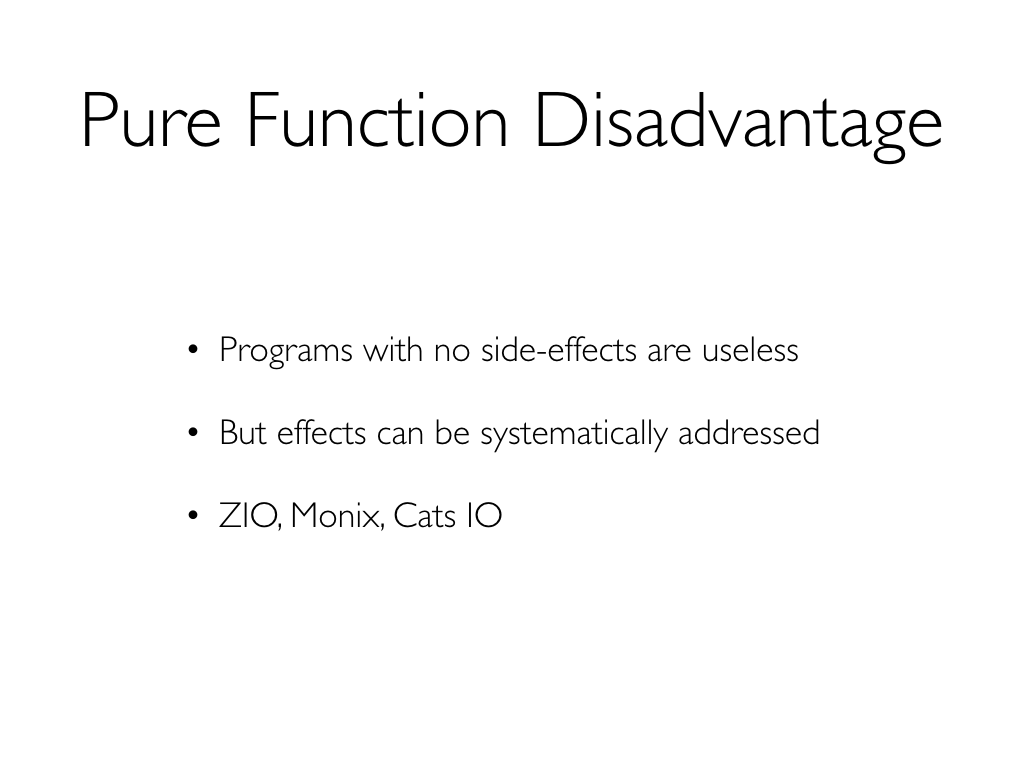 Pure Function Disadvantage
• Programs with no side-effects are useless
• But effects can be systematically addressed
• ZIO, Monix, Cats IO